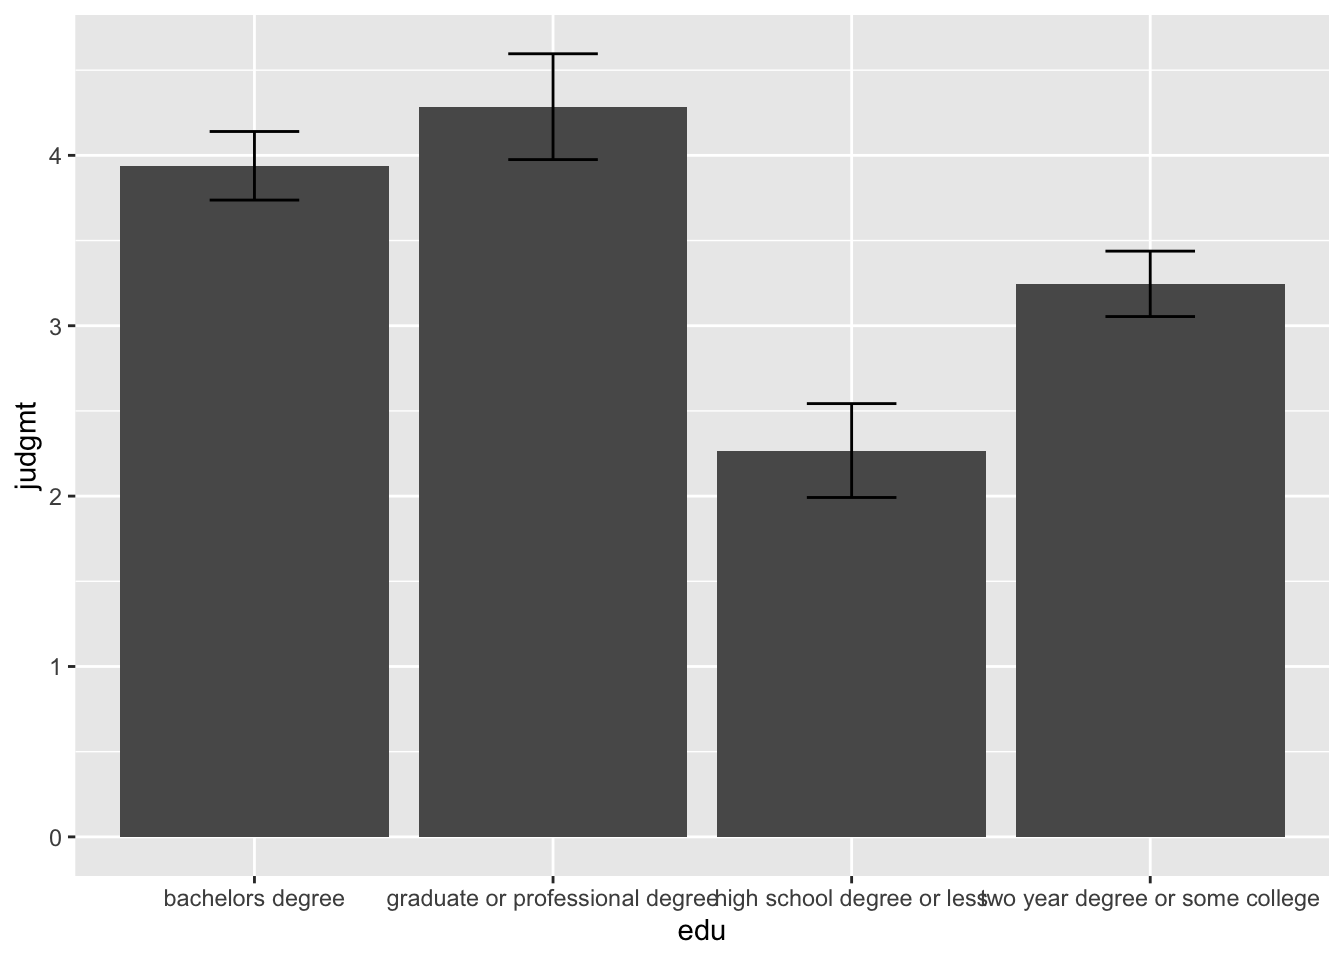 4
3
2
1
0
judgmt
bachelors degree
graduate or professional degree
high school degree or less
two year degree or some college
edu